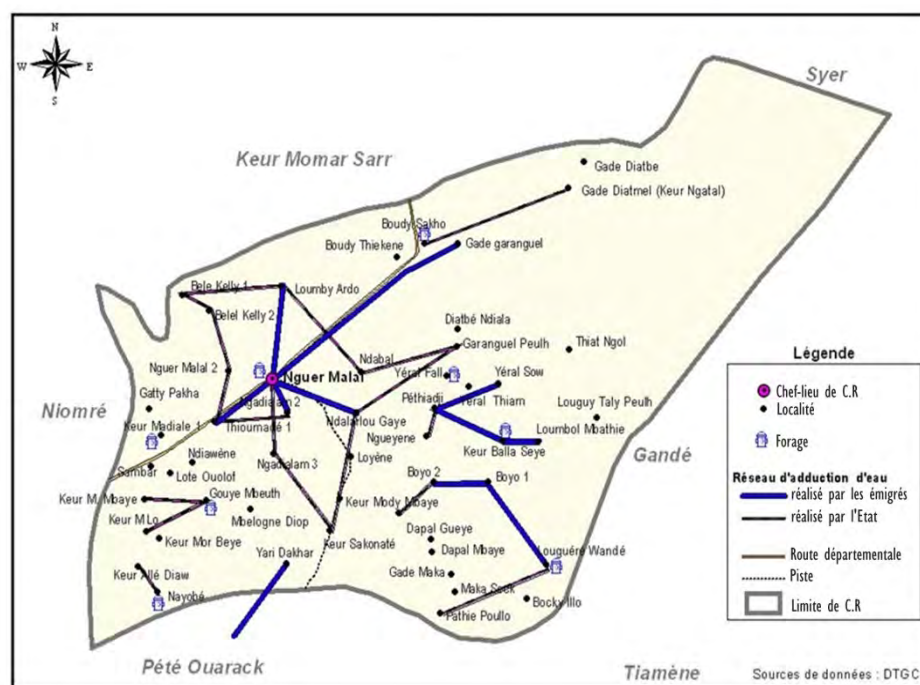 N
W E
S
Syer
Keur Momar Sarr
Gade Diatbe
Gade Diatmel (Keur Ngatal)
Boudy Sakho
Boudy Thiekene
Gade garanguel
Bele Kelly 1
Loumby Ardo
Belel Kelly 2
Diatbé Ndiala
Garanguel Peulh
Thiat Ngol
Nguer Malal 2
Ndabal
Nguer Malal
Yéral Fall
Yéral Sow
Gatty Pakha
Ngadialam 2
Péthiadji
Yéral Thiam
Niomré
Keur Madiale 1
Thioumadé 1
Ndalarlou Gaye
Louguy Taly Peulh
Ngueyene
Loumbol Mbathie
Keur Balla Seye
Gandé
Ndiawène
Ngadialam 3
Loyène
Sambar
Lote Ouolof
Boyo 2
Boyo 1
Keur M. Mbaye
Gouye Mbeuth
Keur Mody Mbaye
Mbelogne Diop
Keur M Lo
Keur Mor Beye
Keur Sakonaté
Dapal Gueye
Dapal Mbaye
Yari Dakhar
Louguére Wandé
Keur Allé Diaw
Gade Maka
Nayobé
Maka Seck
Bocky Illo
Pathie Poullo
Pété Ouarack
Tiamène
Légende
Chef-lieu de C.R
Localité
Forage
Réseau d'adduction d'eau
réalisé par les émigrés
réalisé par l'Etat
Route départementale
Piste
Limite de C.R
Sources de données : DTGC